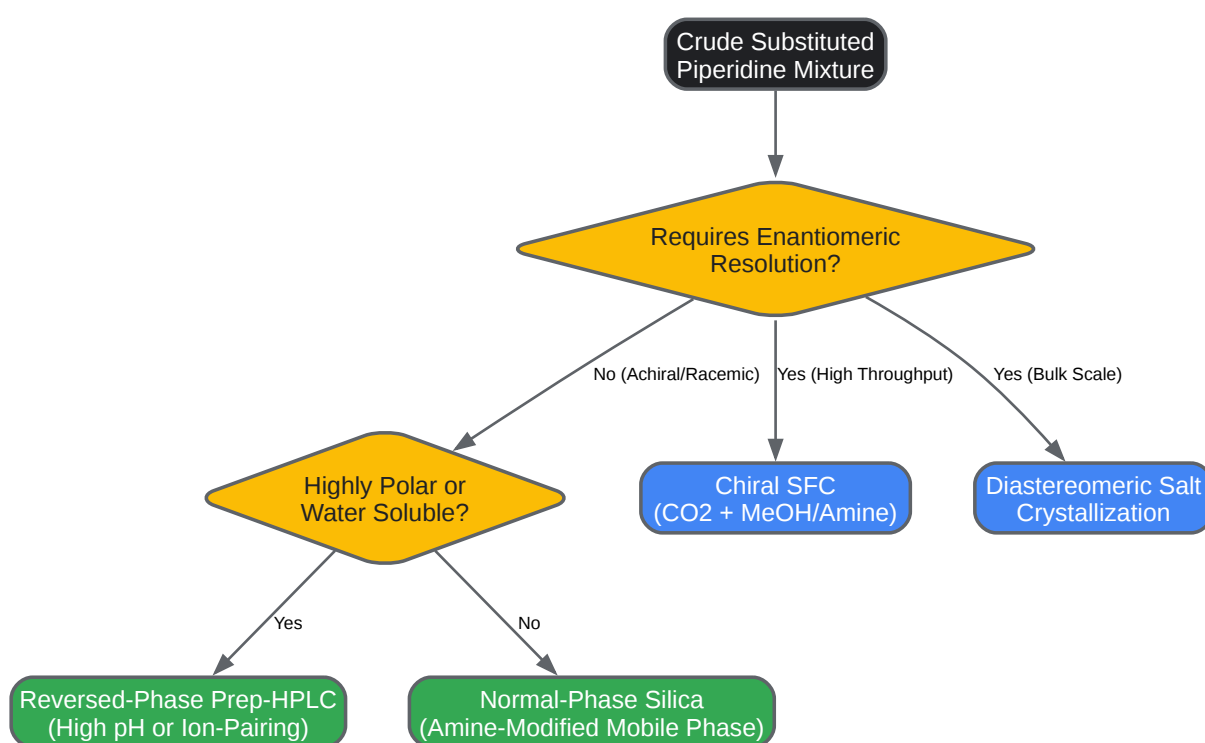 Crude Substituted
Piperidine Mixture
Requires Enantiomeric
Resolution?
No (Achiral/Racemic)
Yes (High Throughput)
Yes (Bulk Scale)
Highly Polar or
Water Soluble?
Chiral SFC
(CO2 + MeOH/Amine)
Diastereomeric Salt
Crystallization
Yes
No
Reversed-Phase Prep-HPLC
(High pH or Ion-Pairing)
Normal-Phase Silica
(Amine-Modified Mobile Phase)